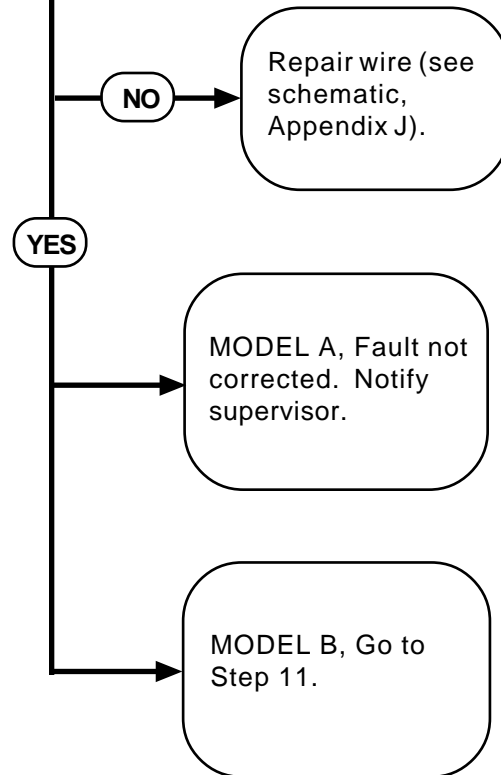 NO
Repair wire (see
schematic,
Appendix J).
YES
MODEL A, Fault not
corrected. Notify
supervisor.
MODEL B, Go to
Step 11.